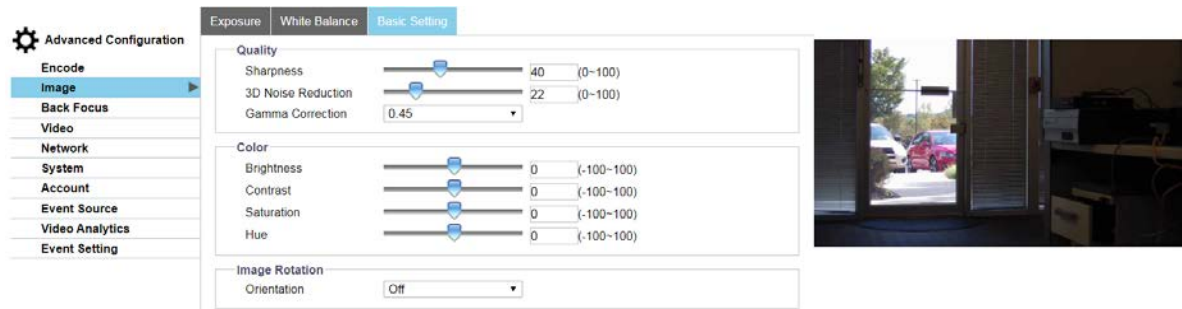 Exposure White Balance Basic Setting
Advanced Configuration
Encode
Image
Back Focus
Video
Network
System
Account
Event Source
Video Analytics
Event Setting
Quality
Sharpness 40 (0~100)
3D Noise Reduction 22 (0~100)
Gamma Correction 0.45
Color
Brightness 0 (-100~100)
Contrast 0 (-100~100)
Saturation 0 (-100~100)
Hue 0 (-100~100)
Image Rotation
Orientation Off